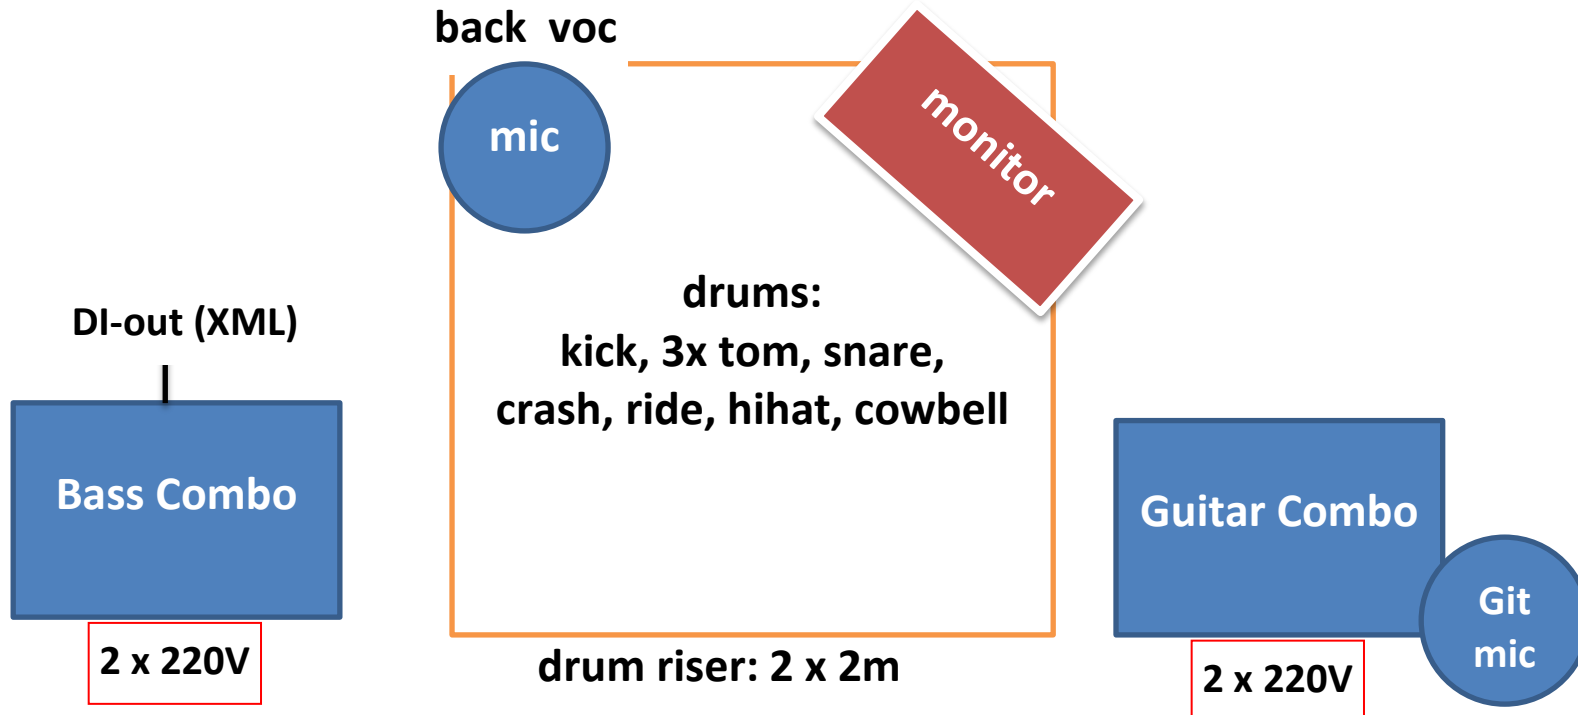 back  voc
mic
monitor
drums:
kick, 3x tom, snare,
crash, ride, hihat, cowbell
DI-out (XML)
Bass Combo
2 x 220V
drum riser: 2 x 2m
Guitar Combo
Git
mic
2 x 220V